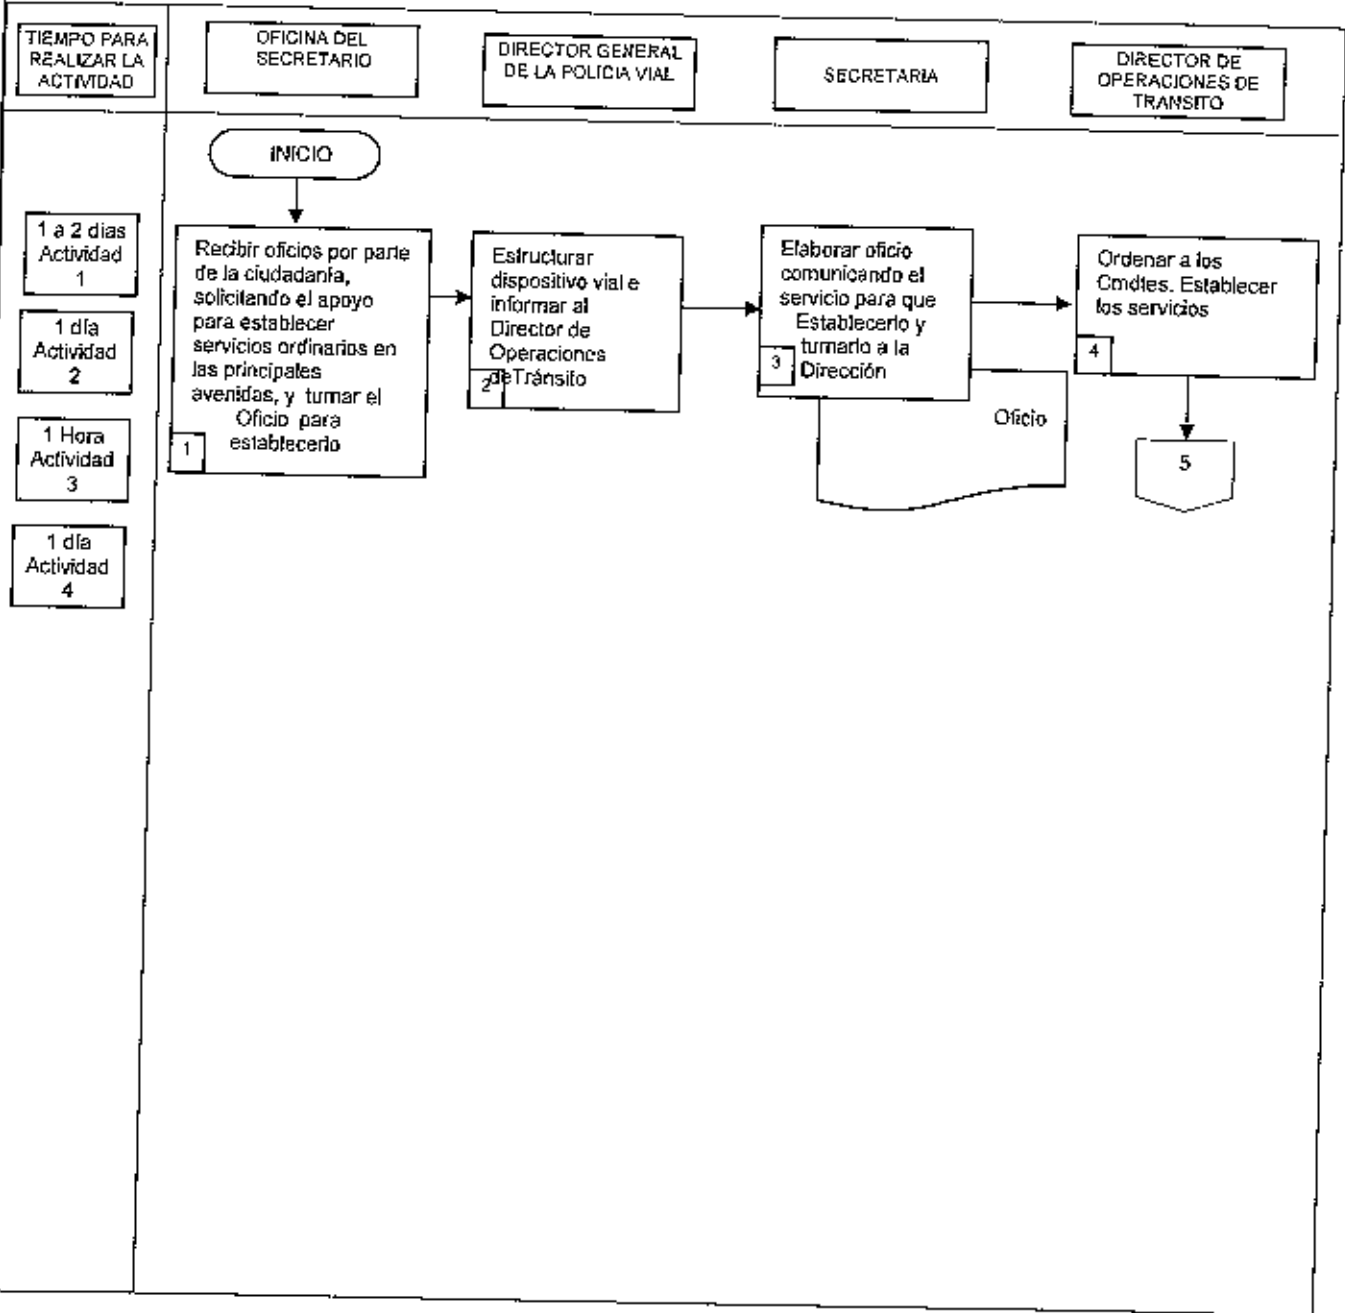 TIEMPO PARA
REALIZAR LA
ACTIVIDAD
OFICINA DEL
SECRETARIO
DIRECTOR GENERAL
DE LA POLICIA VIAL
SECRETARIA
DIRECTOR DE
OPERACIONES DE
TRANSITO
INICIO
1 a 2 dias
Actividad
1
1 día
Actividad
2
1 Hora
Actividad
3
1 día
Actividad
4
Recibir oficios por parte
de la ciudadanía,
solicitando el apoyo
para establecer
servicios ordinarios en
las principales
avenidas, y turnar el
Oficio para
establecerlo
1
Estructurar
dispositivo vial e
informar al
Director de
Operaciones
deTránsito
2
Elaborar oficio
comunicando el
servicio para que
Establecerlo y
turnarlo a la
Dirección
3
Oficio
Ordenar a los
Cmdtes. Establecer
los servicios
4
5